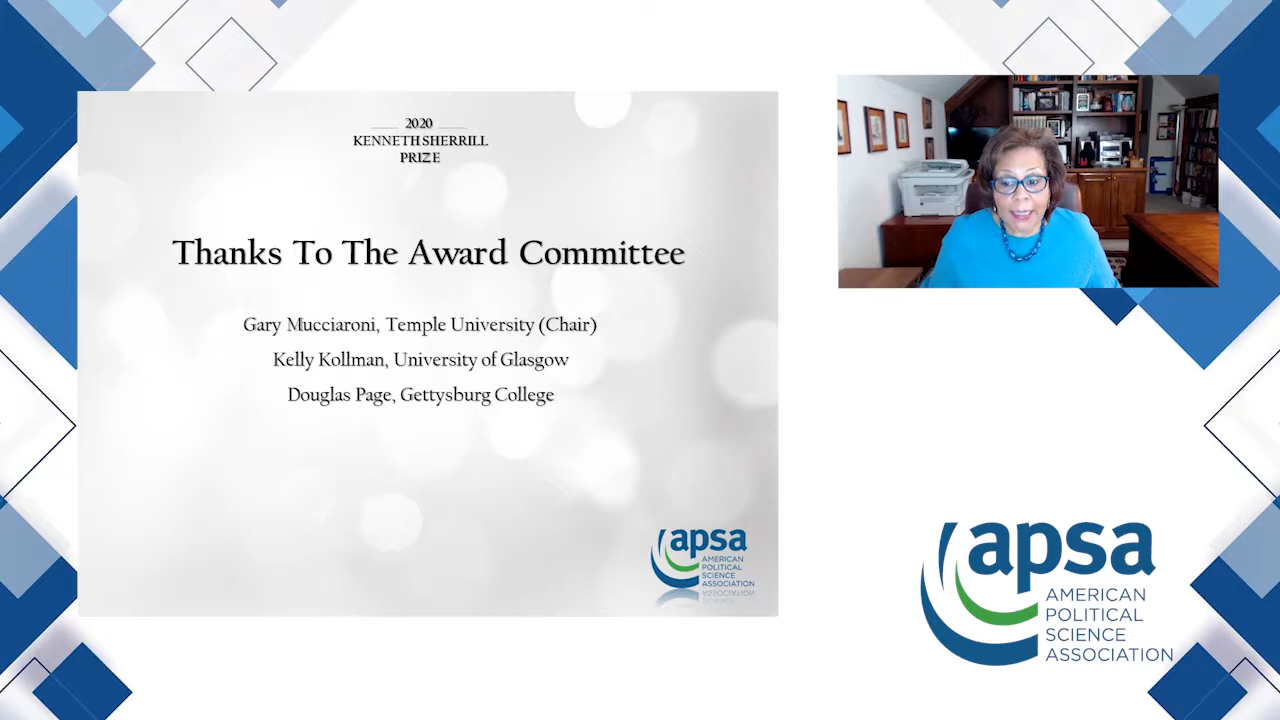 2020
KENNETH SHERRILL
PRIZE
Thanks To The Award Committee
Gary Mucciaroni, Temple University (Chair)
Kelly Kollman, University of Glasgow
Douglas Page, Gettysburg College
apsa
AMERICAN
POLITICAL
SCIENCE
ASSOCIATION
apsa
AMERICAN
POLITICAL
SCIENCE
ASSOCIATION